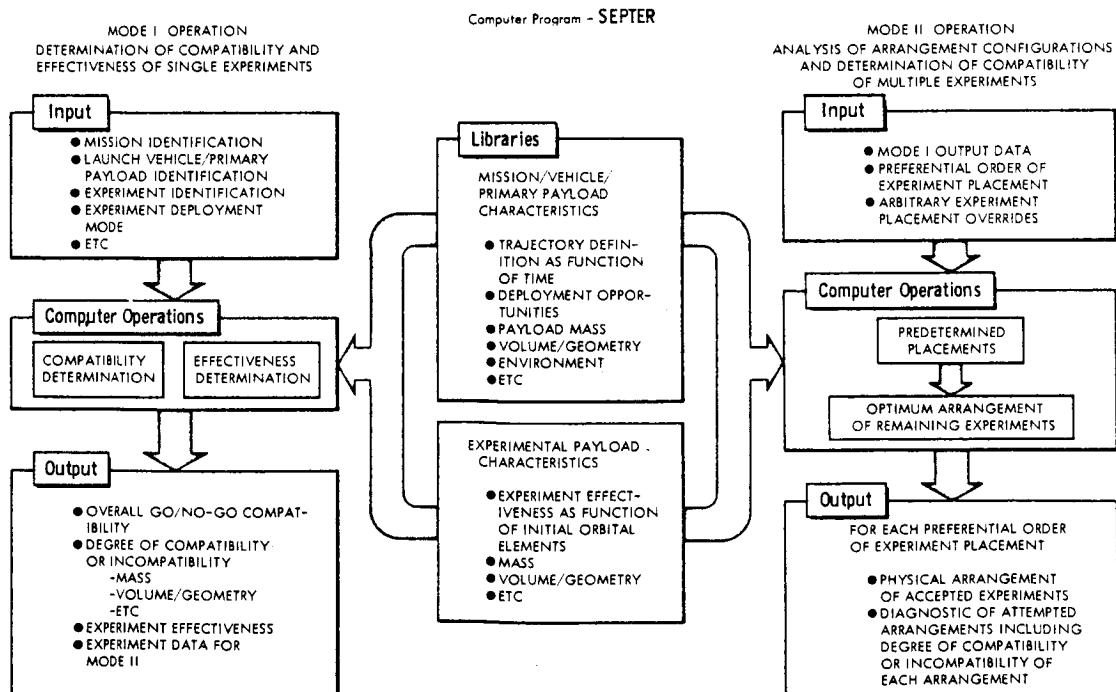 Computer Program - SEPTER
MODE I OPERATION
DETERMINATION OF COMPATIBILITY AND
EFFECTIVENESS OF SINGLE EXPERIMENTS
Input
● MISSION IDENTIFICATION
● LAUNCH VEHICLE/PRIMARY
PAYLOAD IDENTIFICATION
● EXPERIMENT IDENTIFICATION
● EXPERIMENT DEPLOYMENT
MODE
● ETC
Computer Operations
COMPATIBILITY
DETERMINATION
EFFECTIVENESS
DETERMINATION
Output
● OVERALL GO/NO-GO COMPAT-
IBILITY
● DEGREE OF COMPATIBILITY
OR INCOMPATIBILITY
-MASS
-VOLUME/GEOMETRY
-ETC
● EXPERIMENT EFFECTIVENESS
● EXPERIMENT DATA FOR
MODE II
Libraries
MISSION/VEHICLE/
PRIMARY PAYLOAD
CHARACTERISTICS
● TRAJECTORY DEFIN-
ITION AS FUNCTION
OF TIME
● DEPLOYMENT OPPOR-
TUNITIES
● PAYLOAD MASS
● VOLUME/GEOMETRY
● ENVIRONMENT
● ETC
EXPERIMENTAL PAYLOAD
CHARACTERISTICS
● EXPERIMENT EFFECT-
IVENESS AS FUNCTION
OF INITIAL ORBITAL
ELEMENTS
● MASS
● VOLUME/GEOMETRY
● ETC
MODE II OPERATION
ANALYSIS OF ARRANGEMENT CONFIGURATIONS
AND DETERMINATION OF COMPATIBILITY
OF MULTIPLE EXPERIMENTS
Input
● MODE I OUTPUT DATA
● PREFERENTIAL ORDER OF
EXPERIMENT PLACEMENT
● ARBITRARY EXPERIMENT
PLACEMENT OVERRIDES
Computer Operations
PREDETERMINED
PLACEMENTS
OPTIMUM ARRANGEMENT
OF REMAINING EXPERIMENTS
Output
FOR EACH PREFERENTIAL ORDER
OF EXPERIMENT PLACEMENT
● PHYSICAL ARRANGEMENT
OF ACCEPTED EXPERIMENTS
● DIAGNOSTIC OF ATTEMPTED
ARRANGEMENTS INCLUDING
DEGREE OF COMPATIBILITY
OR INCOMPATIBILITY OF
EACH ARRANGEMENT